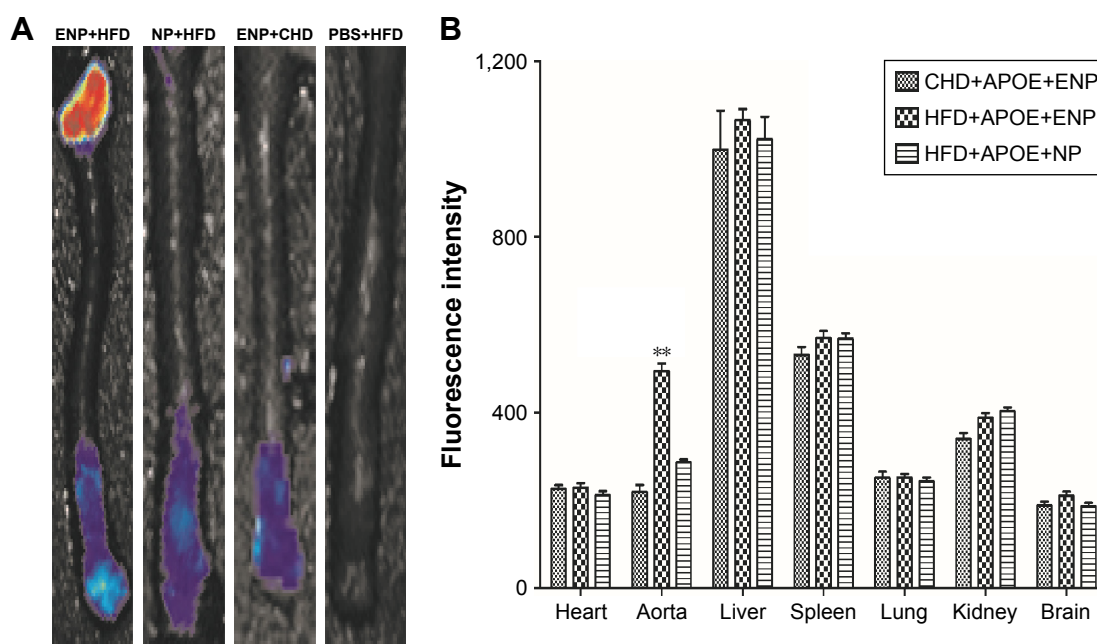 A
ENP+HFD NP+HFD ENP+CHD PBS+HFD
B
Fluorescence intensity
1,200
800
400
0
CHD+APOE+ENP
HFD+APOE+ENP
HFD+APOE+NP
**
Heart Aorta Liver Spleen Lung Kidney Brain